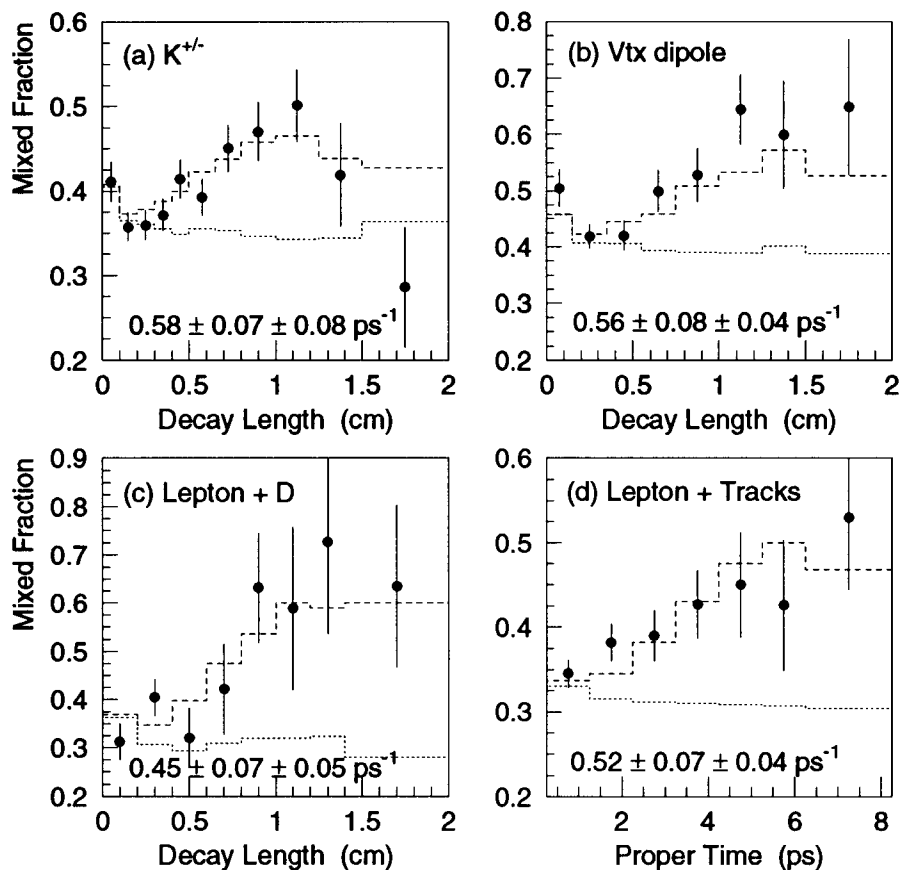 (a) K+/-
0.6
0.5
0.4
0.3
0.2
Mixed Fraction
0.58 ± 0.07 ± 0.08 ps-1
0 0.5 1 1.5 2
Decay Length (cm)
(b) Vtx dipole
0.8
0.7
0.6
0.5
0.4
0.3
0.2
0.56 ± 0.08 ± 0.04 ps-1
0 0.5 1 1.5 2
Decay Length (cm)
(c) Lepton + D
0.9
0.8
0.7
0.6
0.5
0.4
0.3
0.2
Mixed Fraction
0.45 ± 0.07 ± 0.05 ps-1
0 0.5 1 1.5 2
Decay Length (cm)
(d) Lepton + Tracks
0.6
0.5
0.4
0.3
0.2
0.52 ± 0.07 ± 0.04 ps-1
2 4 6 8
Proper Time (ps)